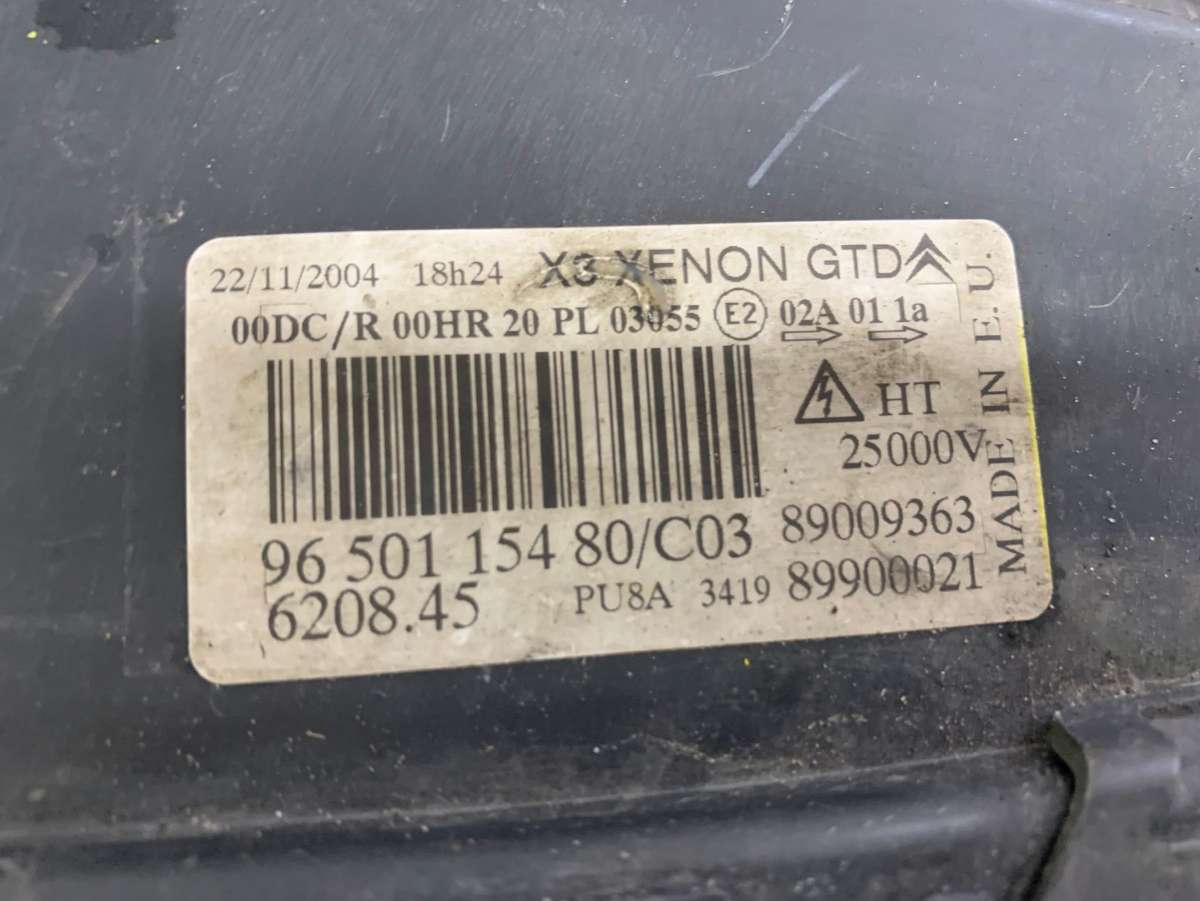 22/11/2004 18h24 X3 XENON GTD
00DC/R 00HR 20 PL 03055 E2 02A 01 1a
HT
25000V
96 501 154 80/C03 89009363
6208.45 PU8A 3419 89900021
MADE IN E.U.